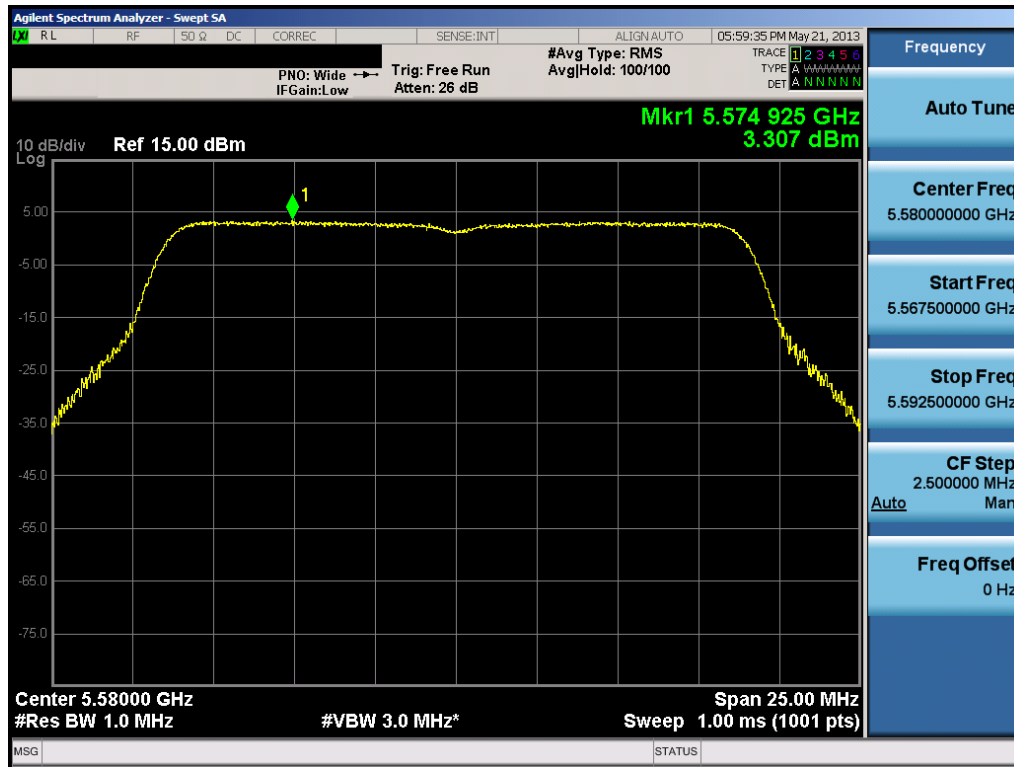 Agilent Spectrum Analyzer - Swept SA
LXI RL RF 50 Ω DC CORREC SENSE:INT ALIGN AUTO 05:59:35 PM May 21, 2013
PNO: Wide
IFGain:Low
Trig: Free Run
Atten: 26 dB
#Avg Type: RMS
Avg|Hold: 100/100
TRACE 1 2 3 4 5 6
TYPE A WWWWW
DET A N N N N N
Mkr1 5.574 925 GHz
3.307 dBm
10 dB/div Ref 15.00 dBm
Log
1
5.00
-5.00
-15.0
-25.0
-35.0
-45.0
-55.0
-65.0
-75.0
Center 5.58000 GHz Span 25.00 MHz
#Res BW 1.0 MHz #VBW 3.0 MHz* Sweep 1.00 ms (1001 pts)
MSG STATUS
Frequency
Auto Tune
Center Freq
5.580000000 GHz
Start Freq
5.567500000 GHz
Stop Freq
5.592500000 GHz
CF Step
2.500000 MHz
Auto Man
Freq Offset
0 Hz